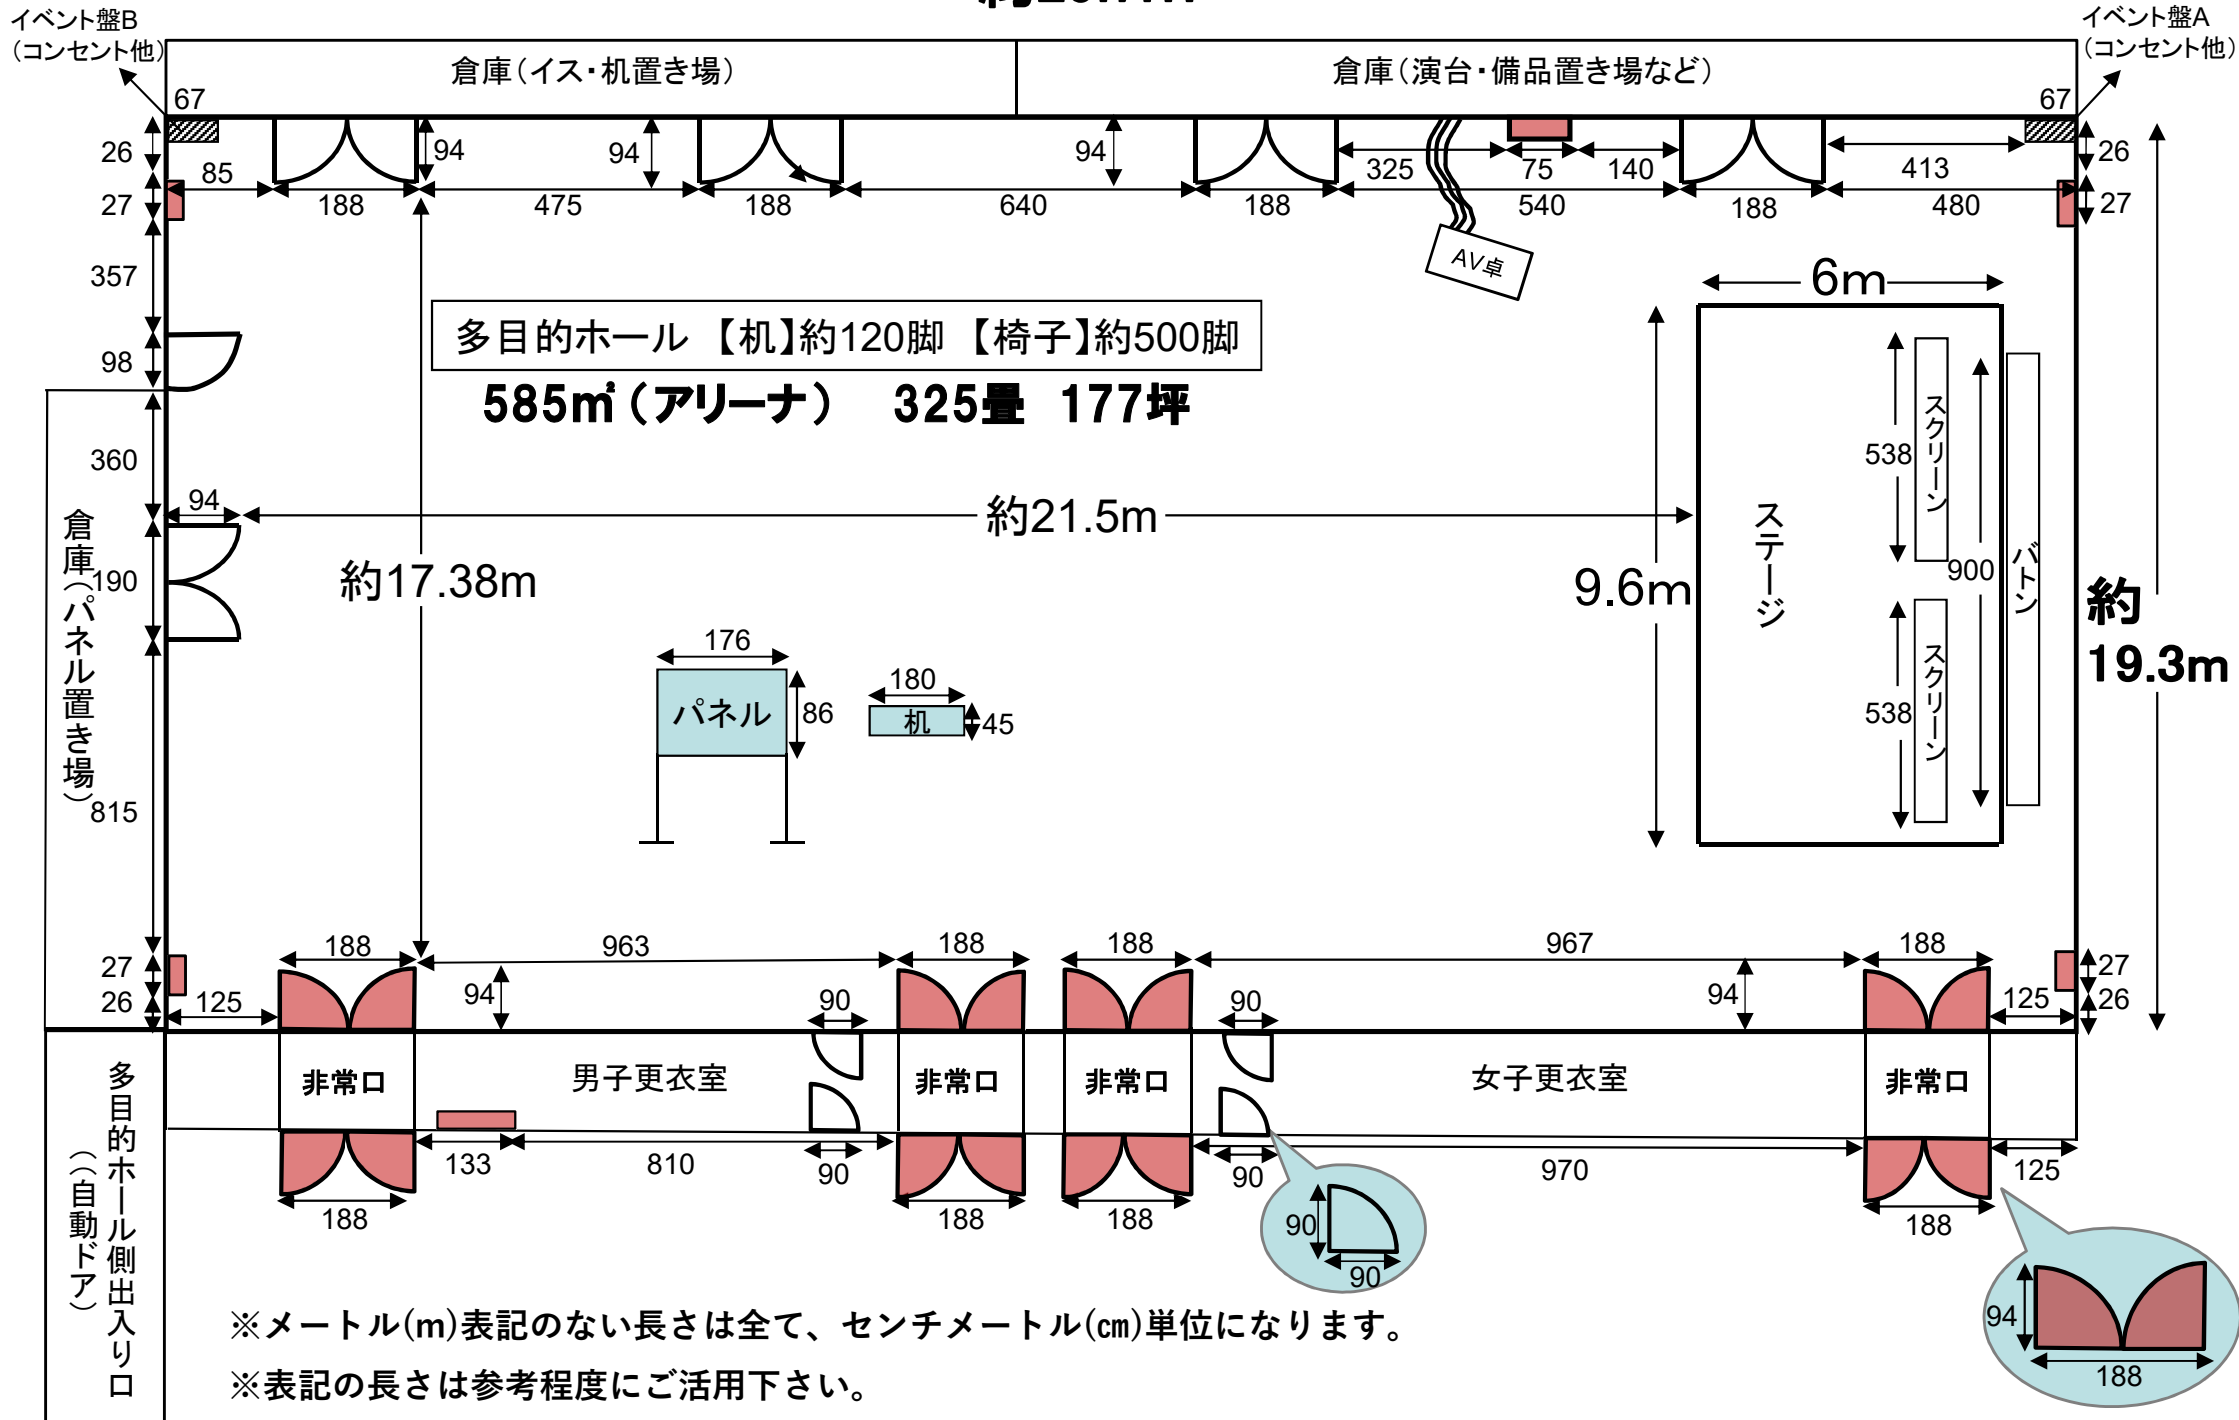 イベント盤B
（コンセント他）
イベント盤A
（コンセント他）
倉庫（イス・机置き場）
倉庫（演台・備品置き場など）
67
67
26
94
94
94
325
75
140
413
26
85
27
188
475
188
640
188
540
188
480
27
357
AV卓
6m
多目的ホール 【机】約120脚 【椅子】約500脚
98
585㎡（アリーナ） 325畳 177坪
360
538
スクリーン
94
約21.5m
ステージ
倉庫（パネル置き場）
190
約17.38m
9.6m
900
バトン
約
19.3m
176
パネル
86
180
机
45
538
スクリーン
815
188
963
188
188
967
188
27
26
125
94
90
90
94
125
27
26
非常口
男子更衣室
非常口
非常口
女子更衣室
非常口
多目的ホール側出入り口
（（自動ドア）
133
810
90
90
970
125
188
188
188
188
90
90
94
188
※メートル(m)表記のない長さは全て、センチメートル(㎝)単位になります。
※表記の長さは参考程度にご活用下さい。